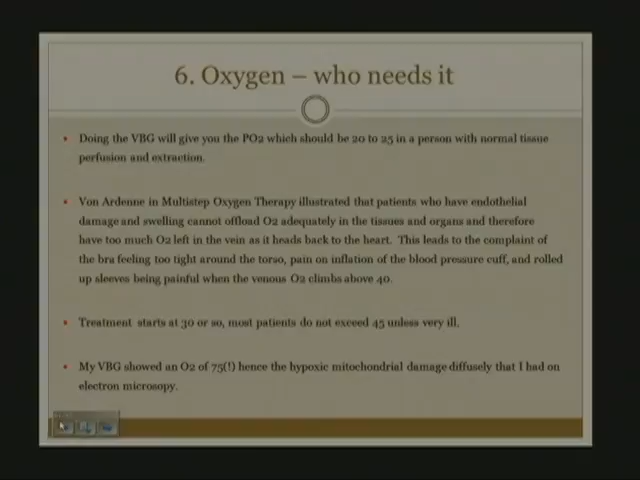 6. Oxygen – who needs it
Doing the VBG will give you the PO2 which should be 20 to 25 in a person with normal tissue
perfusion and extraction.
Von Ardenne in Multistep Oxygen Therapy illustrated that patients who have endothelial
damage and swelling cannot offload O2 adequately in the tissues and organs and therefore
have too much O2 left in the vein as it heads back to the heart. This leads to the complaint of
the bra feeling too tight around the torso, pain on inflation of the blood pressure cuff, and rolled
up sleeves being painful when the venous O2 climbs above 40.
Treatment starts at 30 or so, most patients do not exceed 45 unless very ill.
My VBG showed an O2 of 75(!) hence the hypoxic mitochondrial damage diffusely that I had on
electron microsopy.